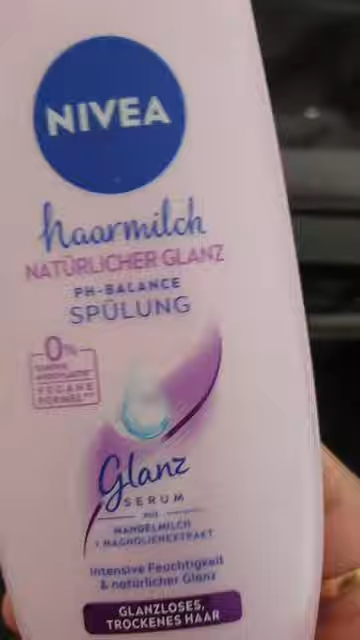 NIVEA
haarmilch
NATÜRLICHER GLANZ
PH-BALANCE
SPÜLUNG
0%
VEGANE
FORMEL
Glanz
SERUM
MIT
MANDELMILCH
+ MAGNOLIENEXTRAKT
Intensive Feuchtigkeit
& natürlicher Glanz
GLANZLOSES,
TROCKENES HAAR